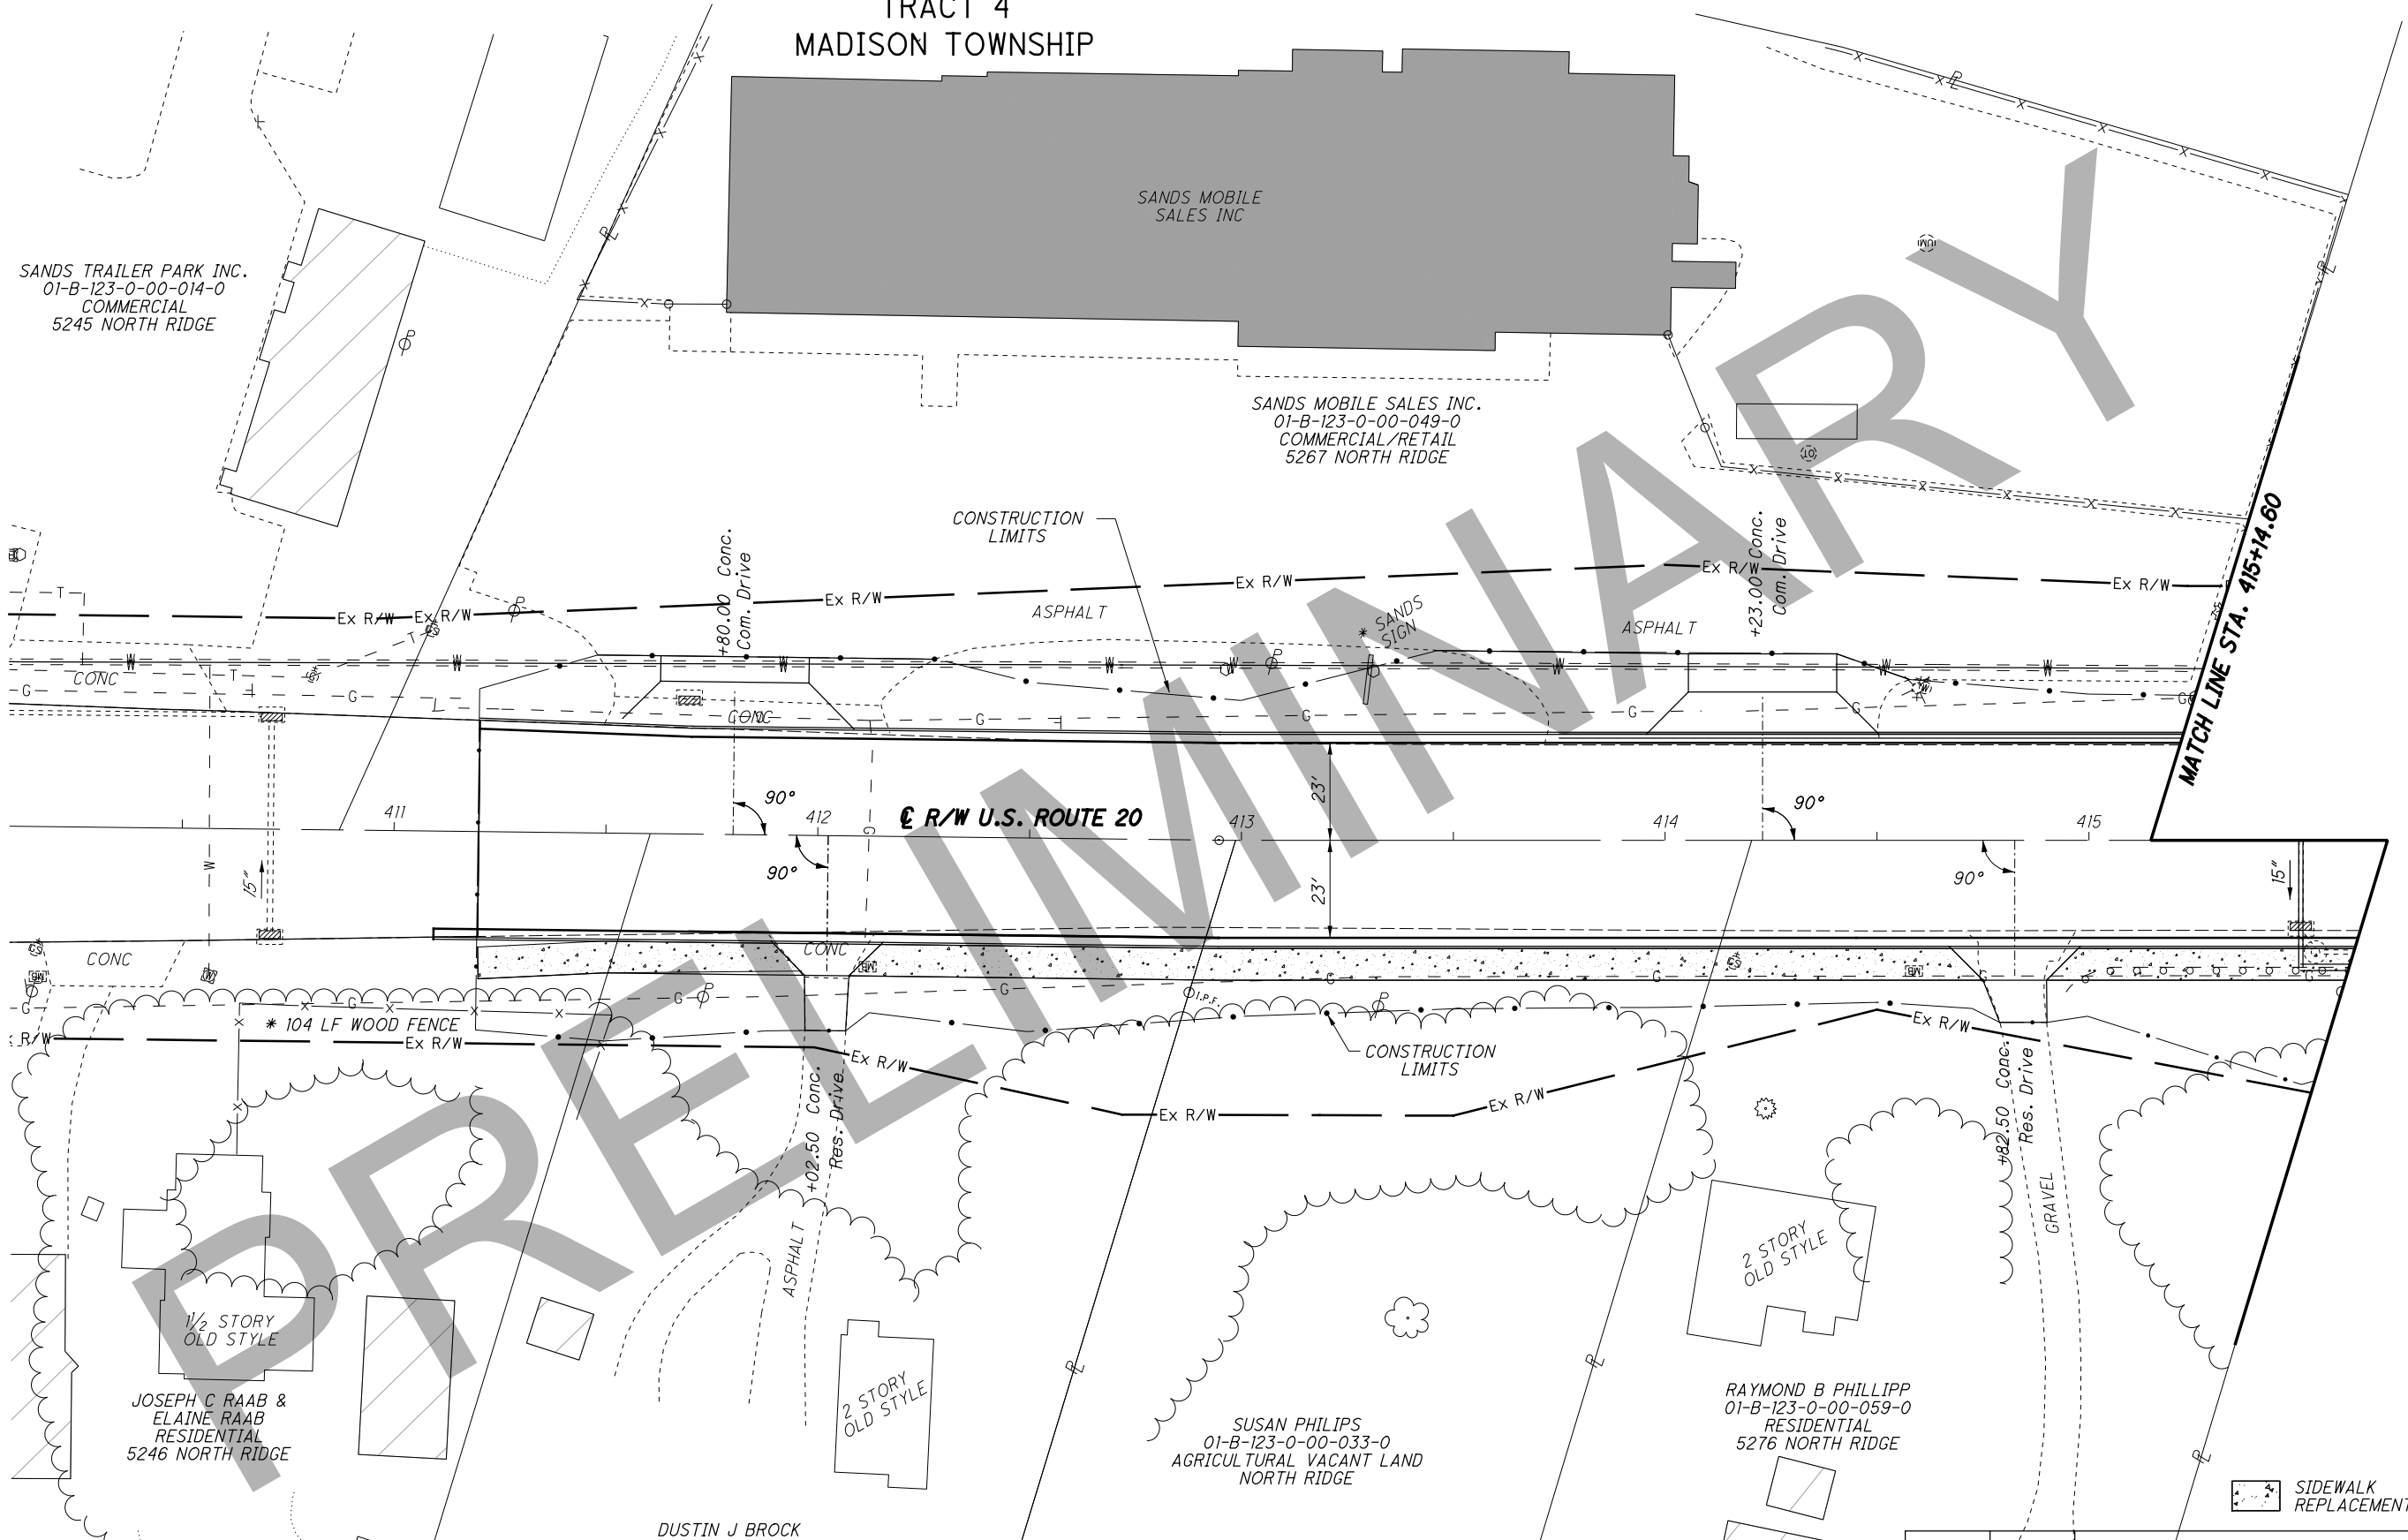 TRACT 4
MADISON TOWNSHIP
SANDS MOBILE
SALES INC
SANDS TRAILER PARK INC.
01-B-123-0-00-014-0
COMMERCIAL
5245 NORTH RIDGE
SANDS MOBILE SALES INC.
01-B-123-0-00-049-0
COMMERCIAL/RETAIL
5267 NORTH RIDGE
CONSTRUCTION
LIMITS
+80.00 Conc.
Com. Drive
+23.00 Conc.
Com. Drive
MATCH LINE STA. 415+14.60
Ex R/W
Ex R/W
Ex R/W
Ex R/W
Ex R/W
Ex R/W
ASPHALT
* SANDS
SIGN
ASPHALT
CONC
CONC
23'
90°
90°
411
412
℄ R/W U.S. ROUTE 20
413
414
415
90°
90°
23'
15"
15"
CONC
CONC
I.P.F.
* 104 LF WOOD FENCE
R/W
Ex R/W
Ex R/W
Ex R/W
Ex R/W
Ex R/W
CONSTRUCTION
LIMITS
+02.50 Conc.
Res. Drive
+82.50 Conc.
Res. Drive
ASPHALT
GRAVEL
1 1/2 STORY
OLD STYLE
2 STORY
OLD STYLE
2 STORY
OLD STYLE
JOSEPH C RAAB &
ELAINE RAAB
RESIDENTIAL
5246 NORTH RIDGE
SUSAN PHILIPS
01-B-123-0-00-033-0
AGRICULTURAL VACANT LAND
NORTH RIDGE
RAYMOND B PHILLIPP
01-B-123-0-00-059-0
RESIDENTIAL
5276 NORTH RIDGE
DUSTIN J BROCK
SIDEWALK
REPLACEMENT
PRELIMINARY